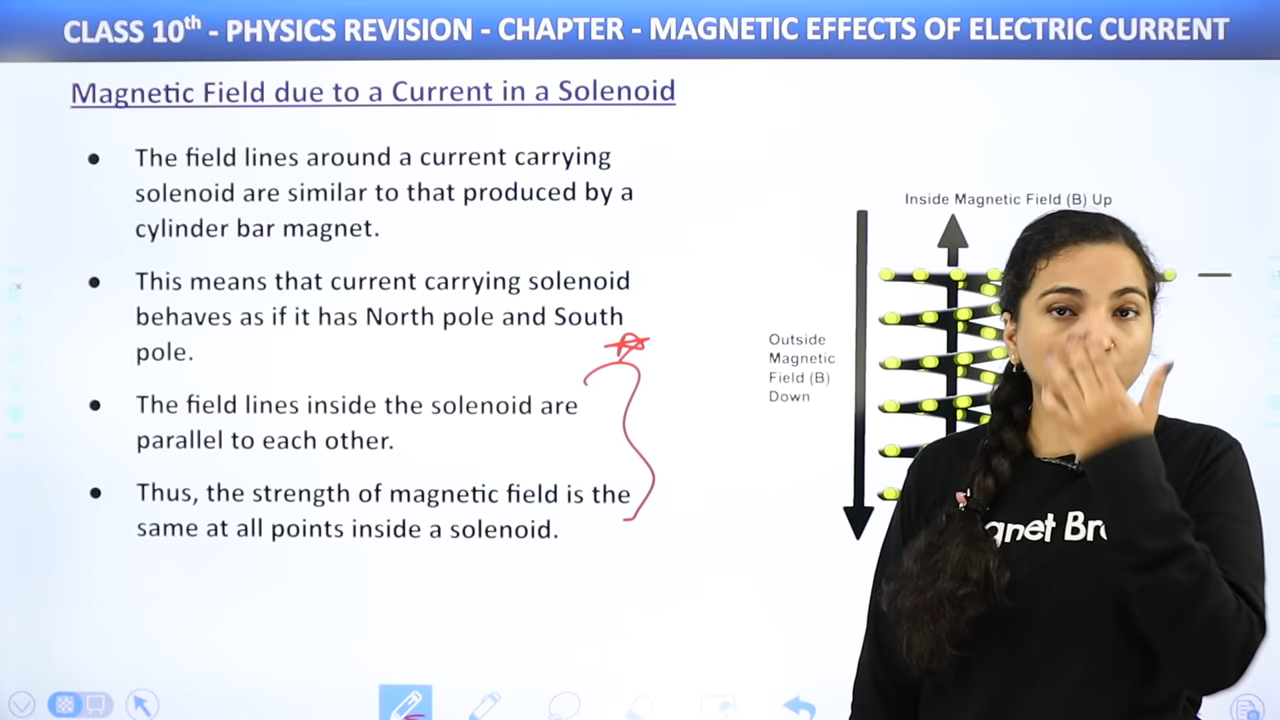 CLASS 10th - PHYSICS REVISION - CHAPTER - MAGNETIC EFFECTS OF ELECTRIC CURRENT
Magnetic Field due to a Current in a Solenoid
• The field lines around a current carrying
solenoid are similar to that produced by a
cylinder bar magnet.
• This means that current carrying solenoid
behaves as if it has North pole and South
pole.
• The field lines inside the solenoid are
parallel to each other.
• Thus, the strength of magnetic field is the
same at all points inside a solenoid.
Inside Magnetic Field (B) Up
Outside
Magnetic
Field (B)
Down
gnet Br